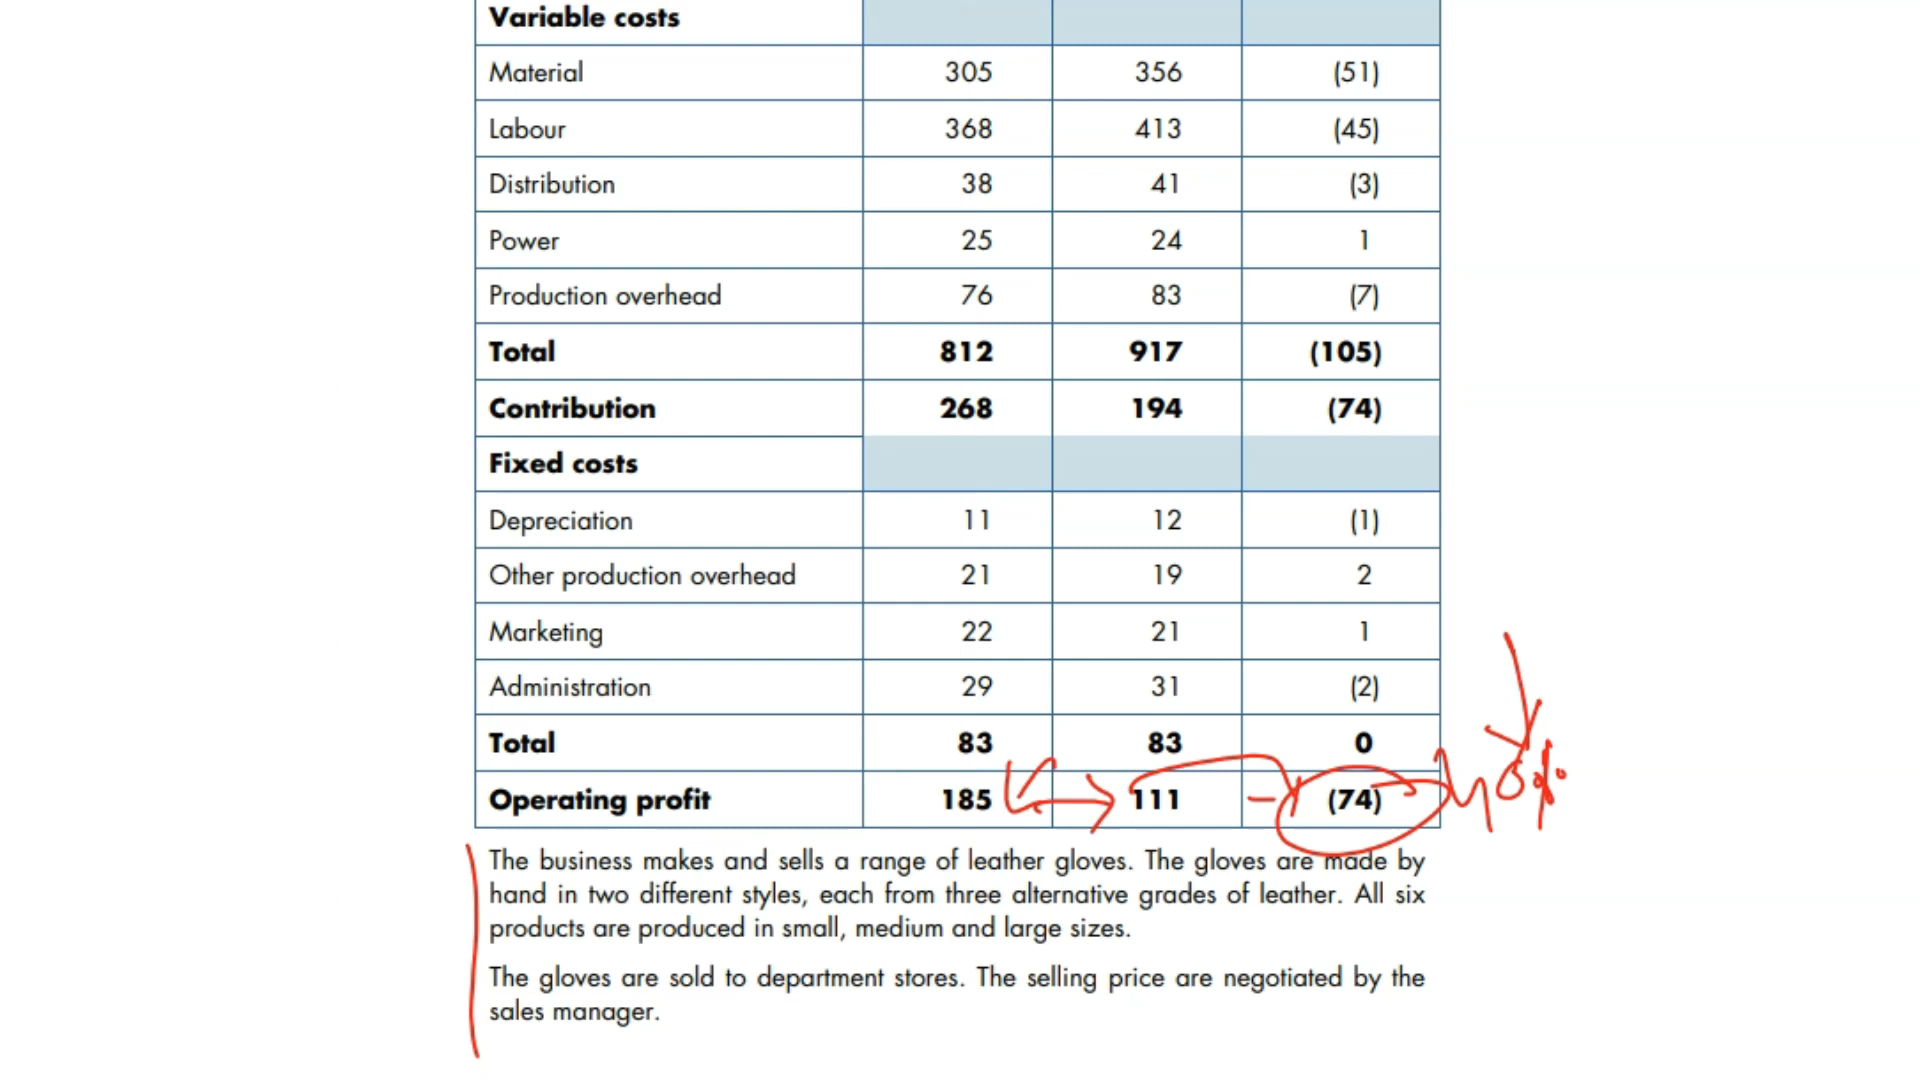 Variable costs
Material 305 356 (51)
Labour 368 413 (45)
Distribution 38 41 (3)
Power 25 24 1
Production overhead 76 83 (7)
Total 812 917 (105)
Contribution 268 194 (74)
Fixed costs
Depreciation 11 12 (1)
Other production overhead 21 19 2
Marketing 22 21 1
Administration 29 31 (2)
Total 83 83 0
Operating profit 185 111 (74) 40%
The business makes and sells a range of leather gloves. The gloves are made by
hand in two different styles, each from three alternative grades of leather. All six
products are produced in small, medium and large sizes.
The gloves are sold to department stores. The selling price are negotiated by the
sales manager.